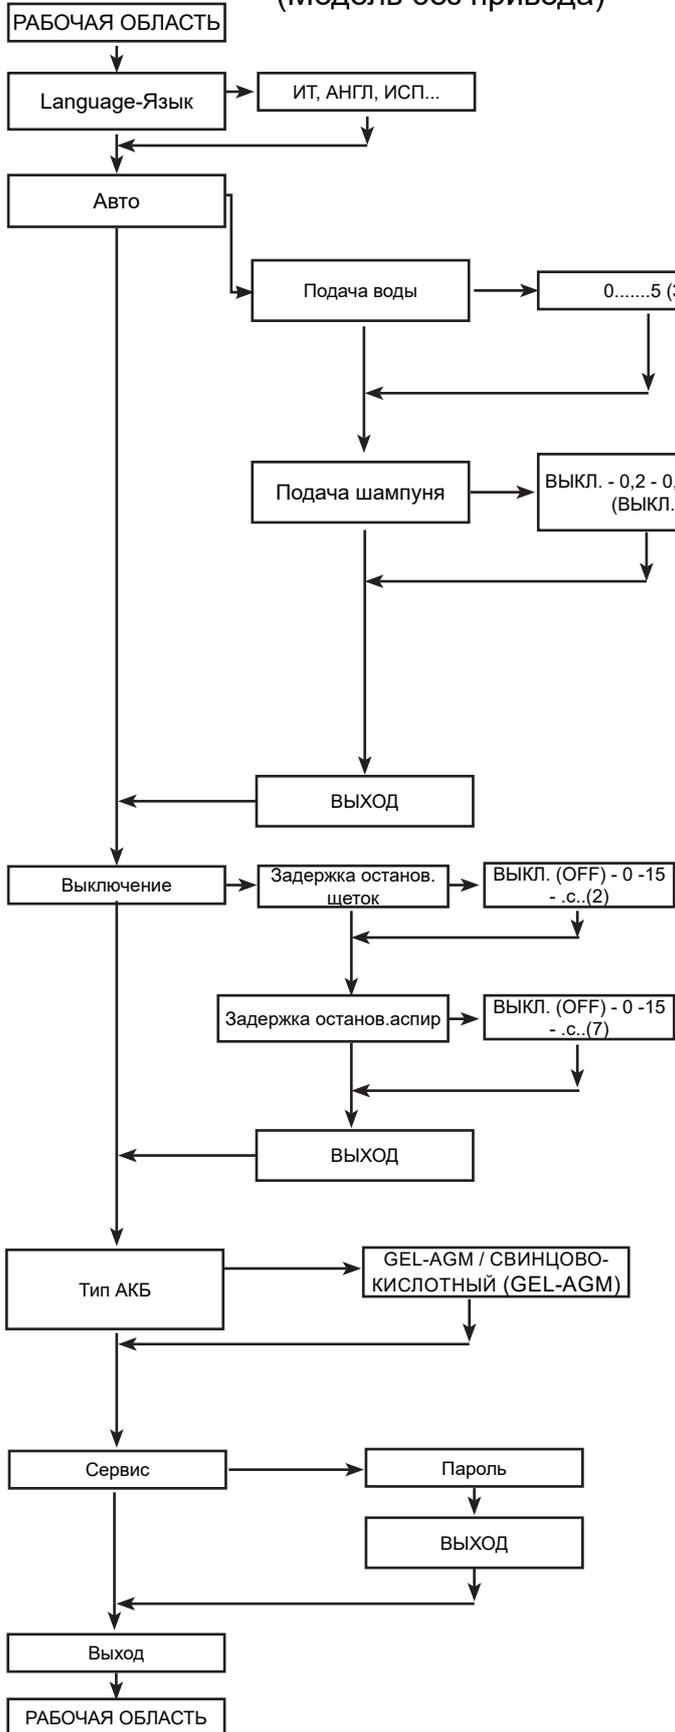 (Модель без привода)
РАБОЧАЯ ОБЛАСТЬ
Language-Язык
ИТ, АНГЛ, ИСП...
Авто
Подача воды
0.......5 (
Подача шампуня
ВЫКЛ. - 0,2 - 0,
(ВЫКЛ.
ВЫХОД
Выключение
Задержка останов.
щеток
ВЫКЛ. (OFF) - 0 -15
- .с..(2)
Задержка останов.аспир
ВЫКЛ. (OFF) - 0 -15
- .с..(7)
ВЫХОД
Тип АКБ
GEL-AGM / СВИНЦОВО-
КИСЛОТНЫЙ (GEL-AGM)
Сервис
Пароль
ВЫХОД
Выход
РАБОЧАЯ ОБЛАСТЬ